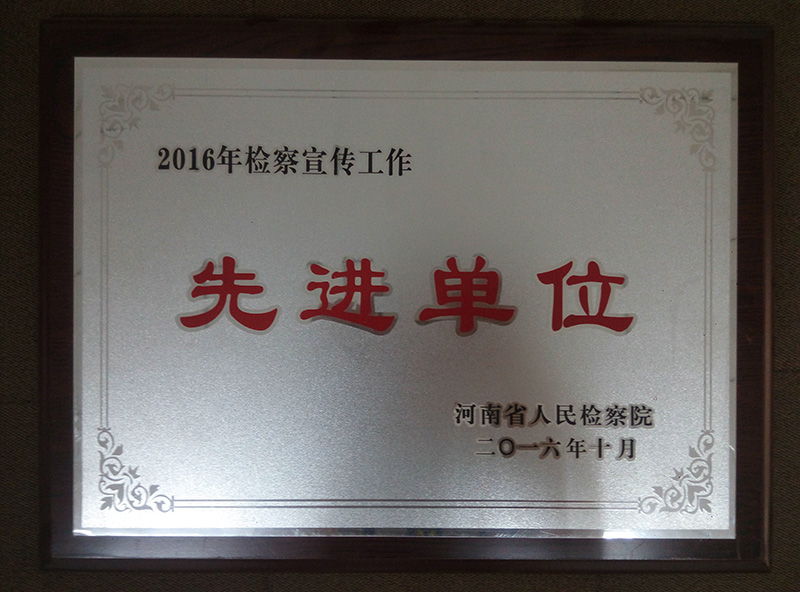 2016年检察宣传工作
先进单位
河南省人民检察院
二〇一六年十月